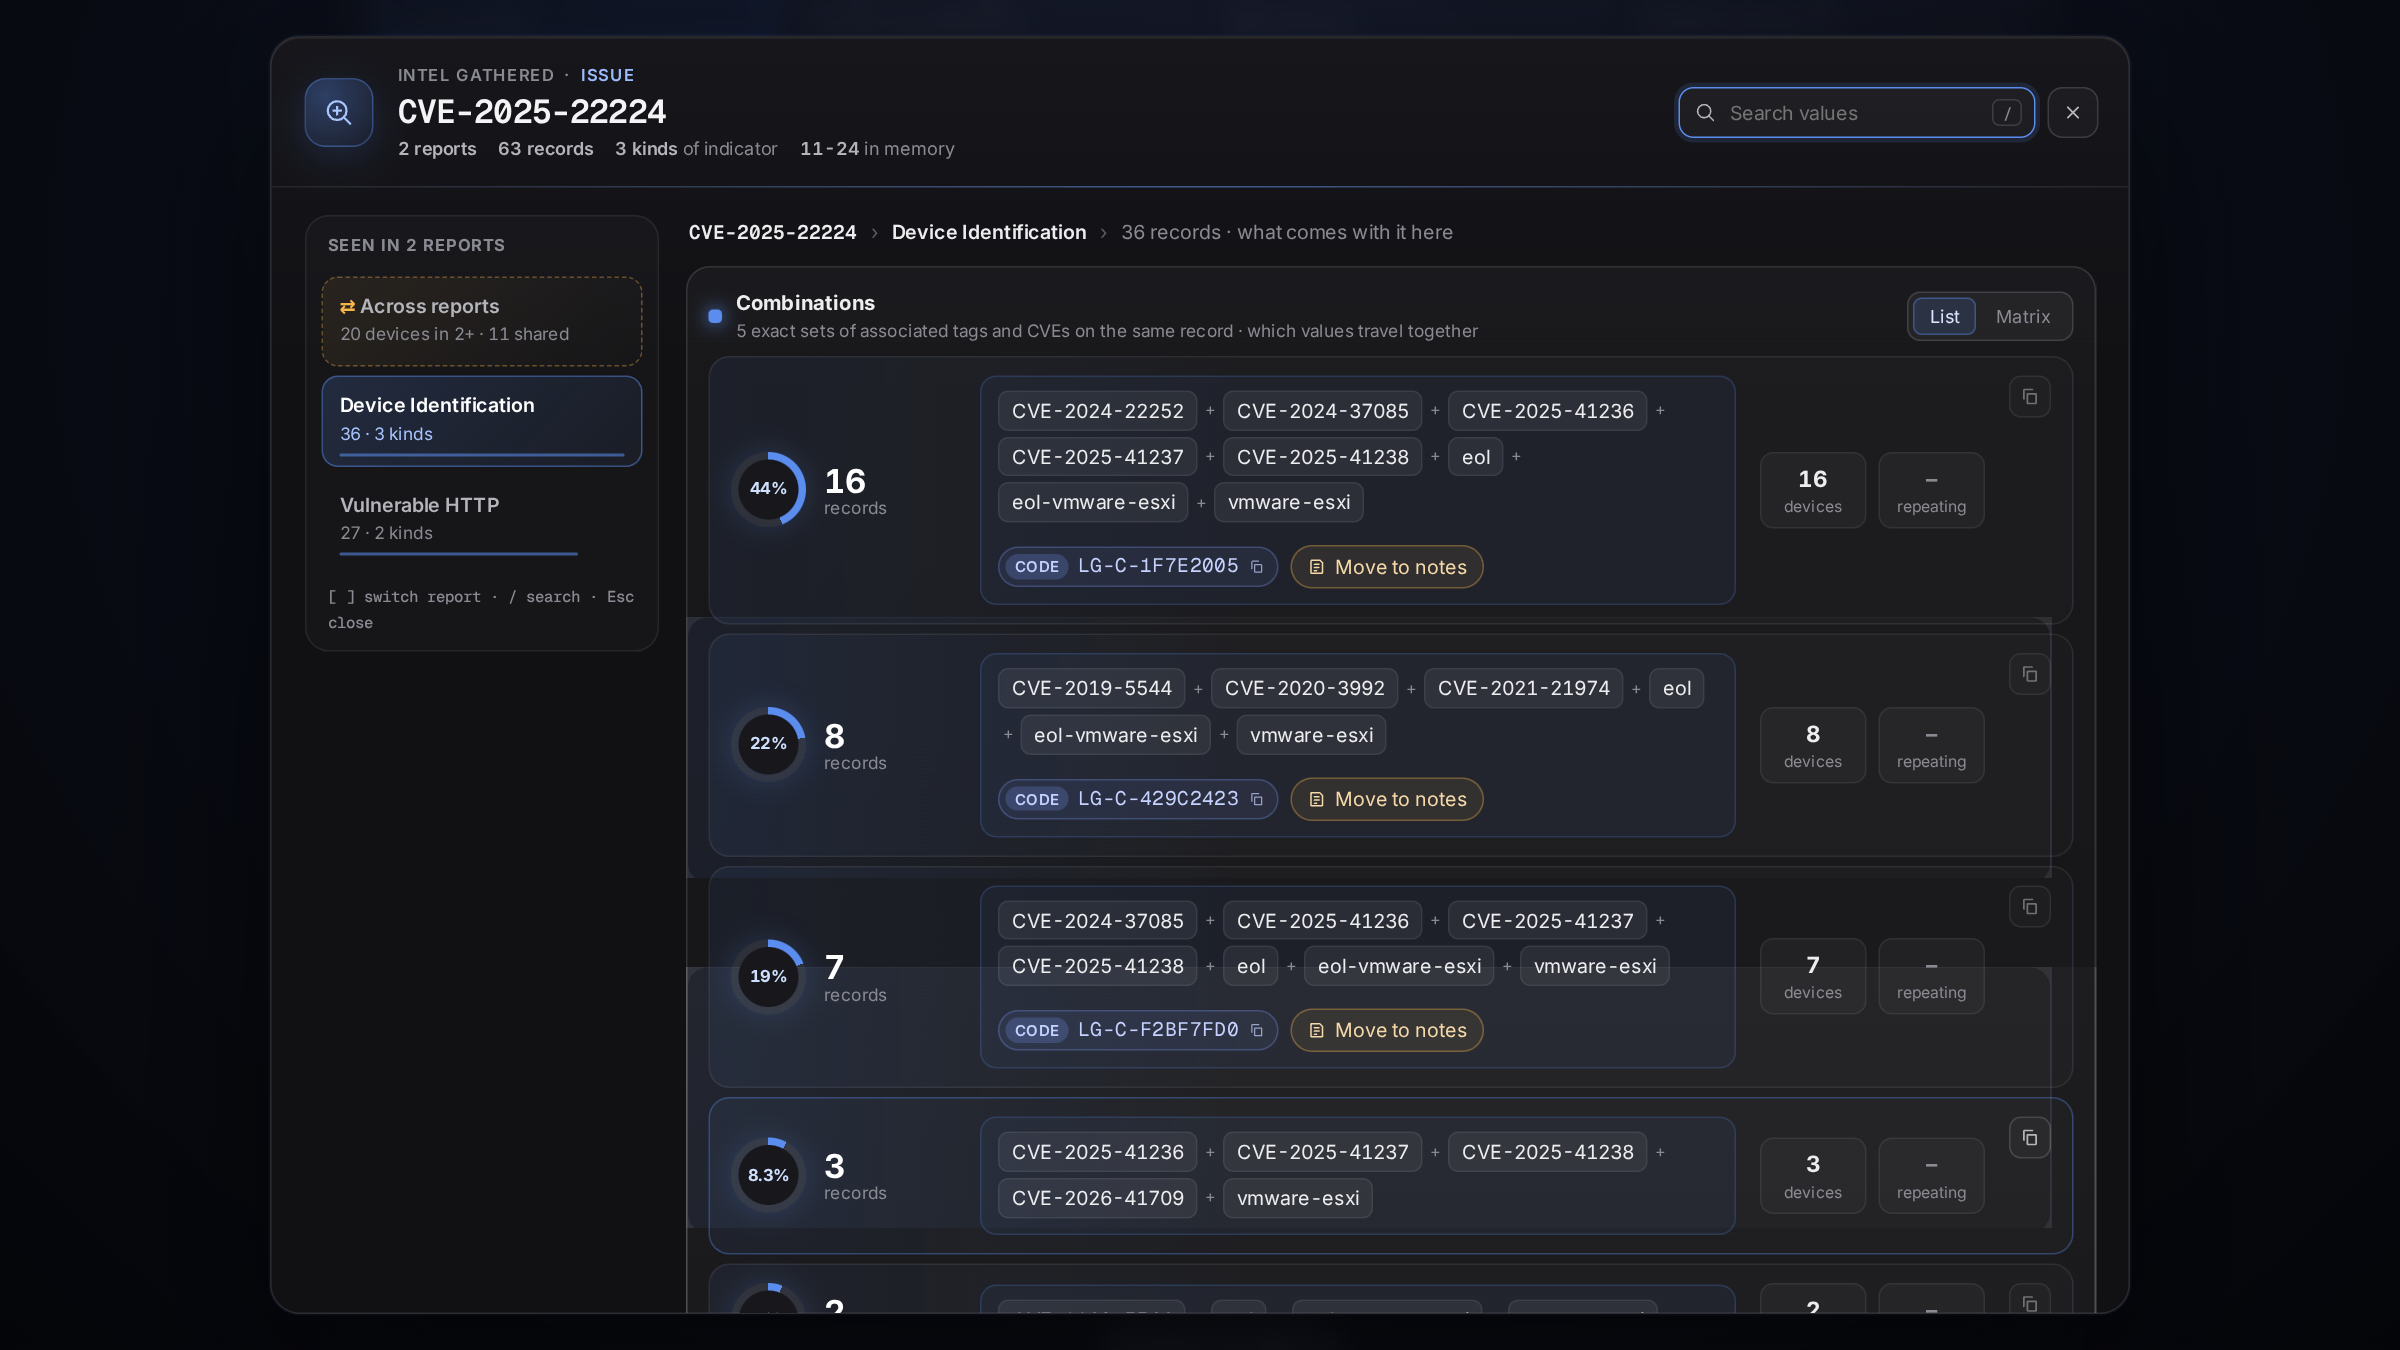 INTEL GATHERED · ISSUE
CVE-2025-22224
2 reports 63 records 3 kinds of indicator 11-24 in memory
Search values /
SEEN IN 2 REPORTS
⇄ Across reports
20 devices in 2+ · 11 shared
Device Identification
36 · 3 kinds
Vulnerable HTTP
27 · 2 kinds
[ ] switch report · / search · Esc
close
CVE-2025-22224 › Device Identification › 36 records · what comes with it here
Combinations
5 exact sets of associated tags and CVEs on the same record · which values travel together
List Matrix
44%
16
records
CVE-2024-22252 + CVE-2024-37085 + CVE-2025-41236 +
CVE-2025-41237 + CVE-2025-41238 + eol +
eol-vmware-esxi + vmware-esxi
CODE LG-C-1F7E2005 Move to notes
16
devices
–
repeating
22%
8
records
CVE-2019-5544 + CVE-2020-3992 + CVE-2021-21974 + eol
+ eol-vmware-esxi + vmware-esxi
CODE LG-C-429C2423 Move to notes
8
devices
–
repeating
19%
7
records
CVE-2024-37085 + CVE-2025-41236 + CVE-2025-41237 +
CVE-2025-41238 + eol + eol-vmware-esxi + vmware-esxi
CODE LG-C-F2BF7FD0 Move to notes
7
devices
–
repeating
8.3%
3
records
CVE-2025-41236 + CVE-2025-41237 + CVE-2025-41238 +
CVE-2026-41709 + vmware-esxi
3
devices
–
repeating
2
2
–